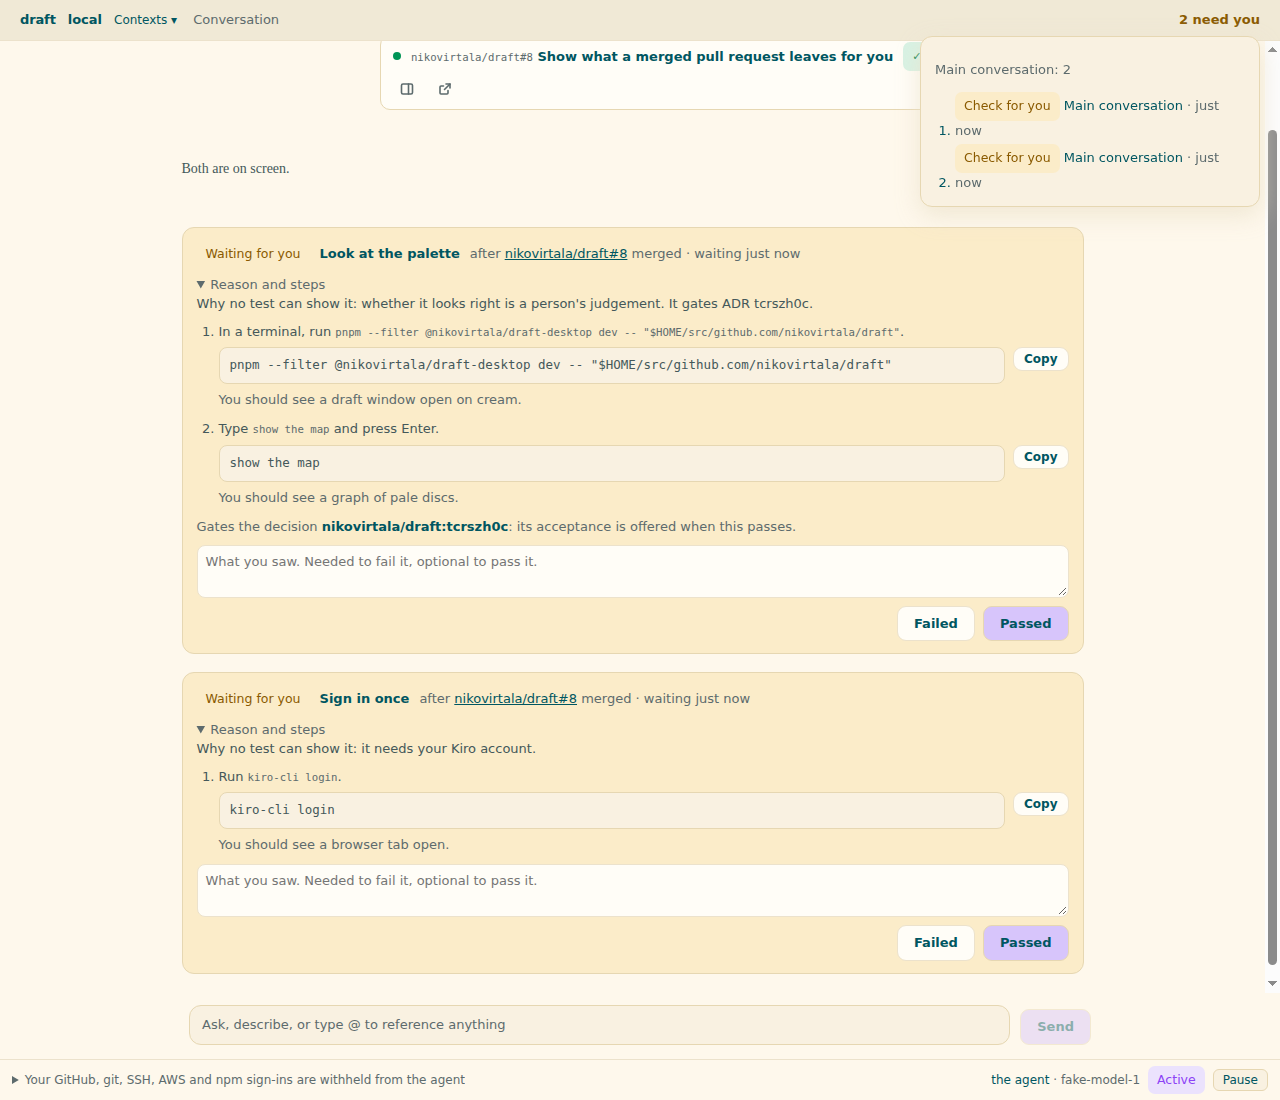 draft local Contexts ▾ Conversation 2 need you
nikovirtala/draft#8 Show what a merged pull request leaves for you ✓
Main conversation: 2
1. Check for you Main conversation · just now
2. Check for you Main conversation · just now
Both are on screen.
Waiting for you Look at the palette after nikovirtala/draft#8 merged · waiting just now
▼ Reason and steps
Why no test can show it: whether it looks right is a person's judgement. It gates ADR tcrszh0c.
1. In a terminal, run pnpm --filter @nikovirtala/draft-desktop dev -- "$HOME/src/github.com/nikovirtala/draft".
pnpm --filter @nikovirtala/draft-desktop dev -- "$HOME/src/github.com/nikovirtala/draft" Copy
You should see a draft window open on cream.
2. Type show the map and press Enter.
show the map Copy
You should see a graph of pale discs.
Gates the decision nikovirtala/draft:tcrszh0c: its acceptance is offered when this passes.
What you saw. Needed to fail it, optional to pass it.
Failed Passed
Waiting for you Sign in once after nikovirtala/draft#8 merged · waiting just now
▼ Reason and steps
Why no test can show it: it needs your Kiro account.
1. Run kiro-cli login.
kiro-cli login Copy
You should see a browser tab open.
What you saw. Needed to fail it, optional to pass it.
Failed Passed
Ask, describe, or type @ to reference anything Send
▶ Your GitHub, git, SSH, AWS and npm sign-ins are withheld from the agent the agent · fake-model-1 Active Pause